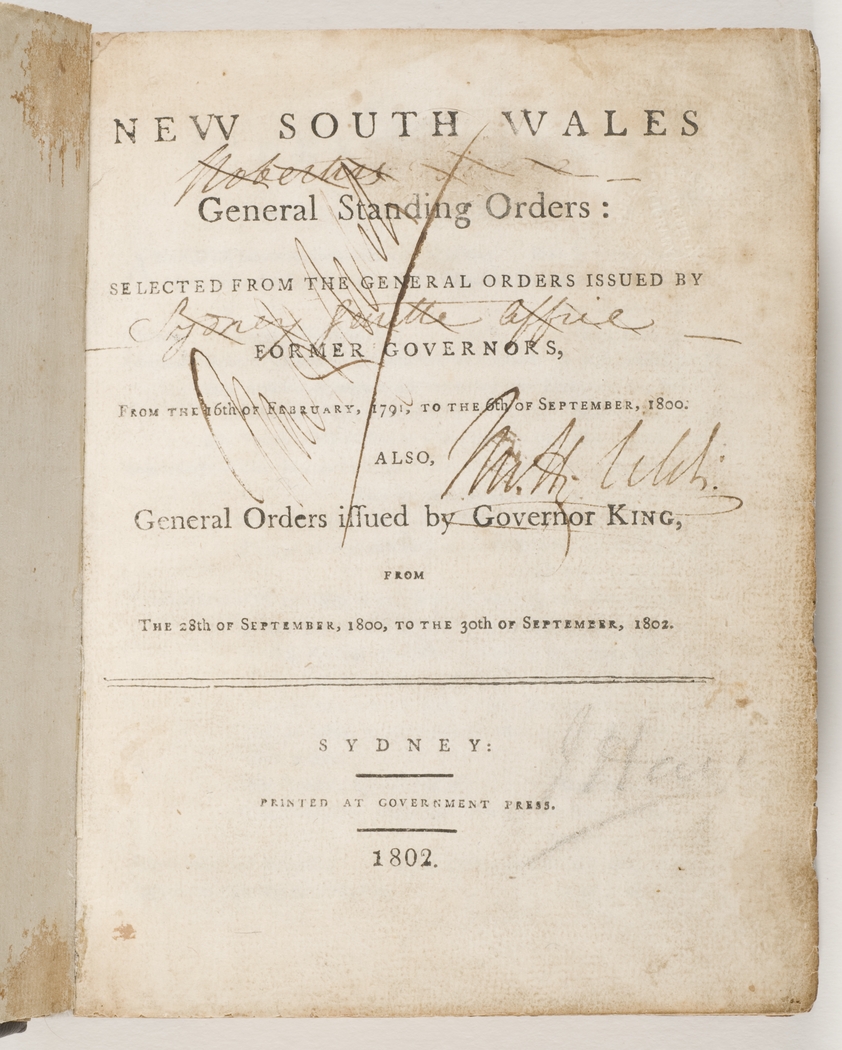 NEW SOUTH WALES
General Standing Orders:
SELECTED FROM THE GENERAL ORDERS ISSUED BY
Sydney Gazette Office
FORMER GOVERNORS,
FROM THE 16th OF FEBRUARY, 1791, TO THE 6th OF SEPTEMBER, 1800.
ALSO,
General Orders iſſued by Governor KING,
FROM
THE 28th OF SEPTEMBER, 1800, TO THE 30th OF SEPTEMBER, 1802.
SYDNEY:
PRINTED AT GOVERNMENT PRESS.
1802.